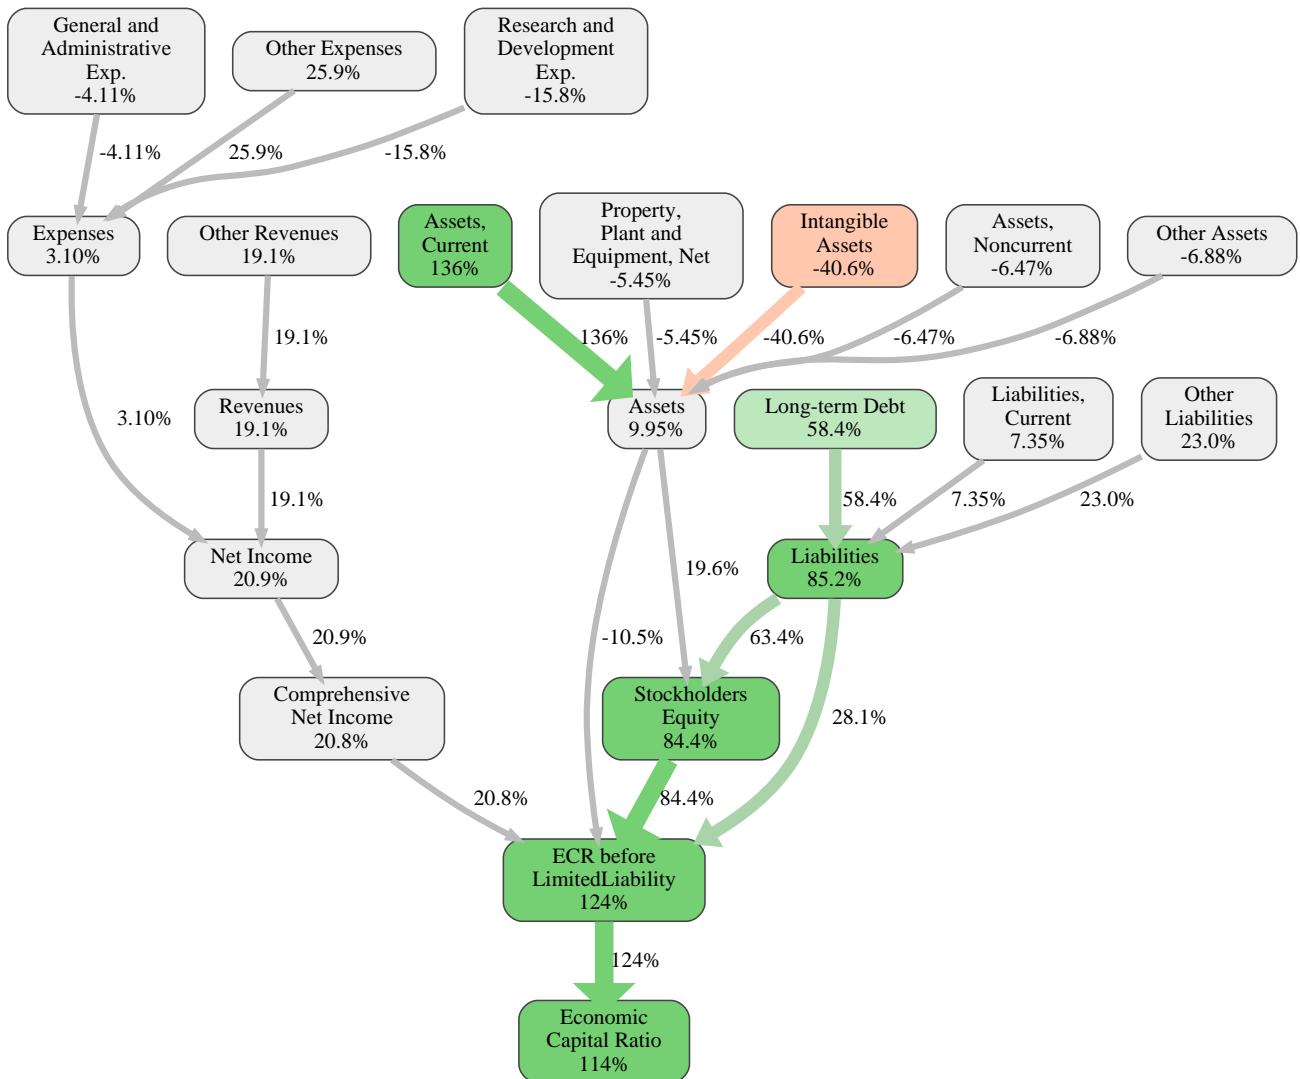 General and
Administrative
Exp.
-4.11%
Other Expenses
25.9%
Research and
Development
Exp.
-15.8%
-4.11%
25.9%
-15.8%
Expenses
3.10%
Other Revenues
19.1%
Assets,
Current
136%
Property,
Plant and
Equipment, Net
-5.45%
Intangible
Assets
-40.6%
Assets,
Noncurrent
-6.47%
Other Assets
-6.88%
19.1%
136%
-5.45%
-40.6%
-6.47%
-6.88%
3.10%
Revenues
19.1%
Assets
9.95%
Long-term Debt
58.4%
Liabilities,
Current
7.35%
Other
Liabilities
23.0%
19.1%
58.4%
7.35%
23.0%
Net Income
20.9%
19.6%
Liabilities
85.2%
20.9%
-10.5%
63.4%
Comprehensive
Net Income
20.8%
Stockholders
Equity
84.4%
28.1%
20.8%
84.4%
ECR before
LimitedLiability
124%
124%
Economic
Capital Ratio
114%